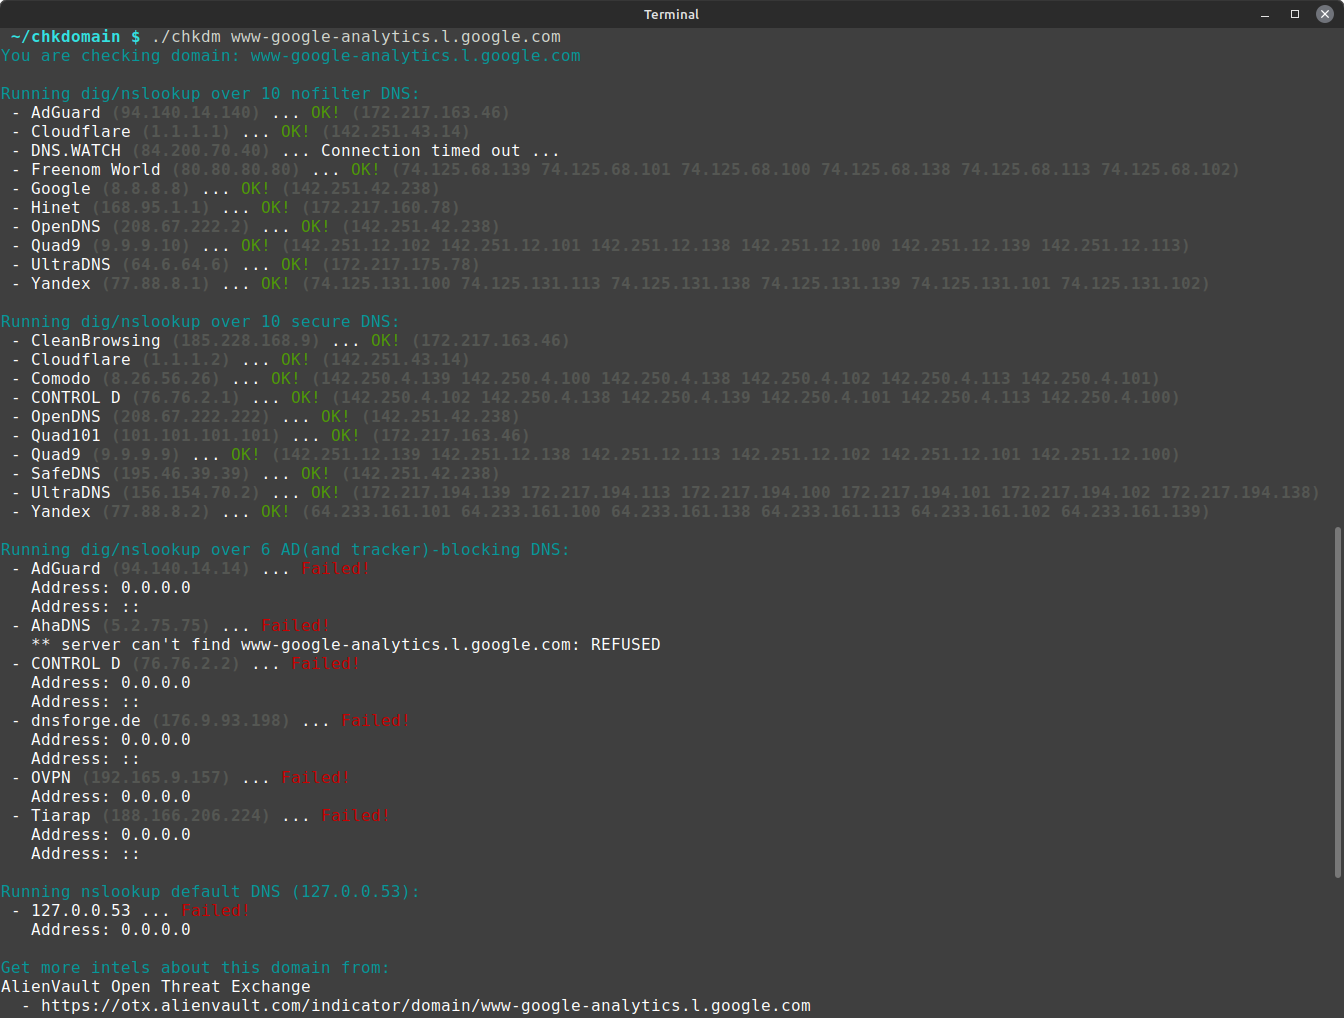 Terminal
~/chkdomain $ ./chkdm www-google-analytics.l.google.com
You are checking domain: www-google-analytics.l.google.com
Running dig/nslookup over 10 nofilter DNS:
- AdGuard (94.140.14.140) ... OK! (172.217.163.46)
- Cloudflare (1.1.1.1) ... OK! (142.251.43.14)
- DNS.WATCH (84.200.70.40) ... Connection timed out ...
- Freenom World (80.80.80.80) ... OK! (74.125.68.139 74.125.68.101 74.125.68.100 74.125.68.138 74.125.68.113 74.125.68.102)
- Google (8.8.8.8) ... OK! (142.251.42.238)
- Hinet (168.95.1.1) ... OK! (172.217.160.78)
- OpenDNS (208.67.222.2) ... OK! (142.251.42.238)
- Quad9 (9.9.9.10) ... OK! (142.251.12.102 142.251.12.101 142.251.12.138 142.251.12.100 142.251.12.139 142.251.12.113)
- UltraDNS (64.6.64.6) ... OK! (172.217.175.78)
- Yandex (77.88.8.1) ... OK! (74.125.131.100 74.125.131.113 74.125.131.138 74.125.131.139 74.125.131.101 74.125.131.102)
Running dig/nslookup over 10 secure DNS:
- CleanBrowsing (185.228.168.9) ... OK! (172.217.163.46)
- Cloudflare (1.1.1.2) ... OK! (142.251.43.14)
- Comodo (8.26.56.26) ... OK! (142.250.4.139 142.250.4.100 142.250.4.138 142.250.4.102 142.250.4.113 142.250.4.101)
- CONTROL D (76.76.2.1) ... OK! (142.250.4.102 142.250.4.138 142.250.4.139 142.250.4.101 142.250.4.113 142.250.4.100)
- OpenDNS (208.67.222.222) ... OK! (142.251.42.238)
- Quad101 (101.101.101.101) ... OK! (172.217.163.46)
- Quad9 (9.9.9.9) ... OK! (142.251.12.139 142.251.12.138 142.251.12.113 142.251.12.102 142.251.12.101 142.251.12.100)
- SafeDNS (195.46.39.39) ... OK! (142.251.42.238)
- UltraDNS (156.154.70.2) ... OK! (172.217.194.139 172.217.194.113 172.217.194.100 172.217.194.101 172.217.194.102 172.217.194.138)
- Yandex (77.88.8.2) ... OK! (64.233.161.101 64.233.161.100 64.233.161.138 64.233.161.113 64.233.161.102 64.233.161.139)
Running dig/nslookup over 6 AD(and tracker)-blocking DNS:
- AdGuard (94.140.14.14) ... Failed!
Address: 0.0.0.0
Address: ::
- AhaDNS (5.2.75.75) ... Failed!
** server can't find www-google-analytics.l.google.com: REFUSED
- CONTROL D (76.76.2.2) ... Failed!
Address: 0.0.0.0
Address: ::
- dnsforge.de (176.9.93.198) ... Failed!
Address: 0.0.0.0
Address: ::
- OVPN (192.165.9.157) ... Failed!
Address: 0.0.0.0
- Tiarap (188.166.206.224) ... Failed!
Address: 0.0.0.0
Address: ::
Running nslookup default DNS (127.0.0.53):
- 127.0.0.53 ... Failed!
Address: 0.0.0.0
Get more intels about this domain from:
AlienVault Open Threat Exchange
- https://otx.alienvault.com/indicator/domain/www-google-analytics.l.google.com